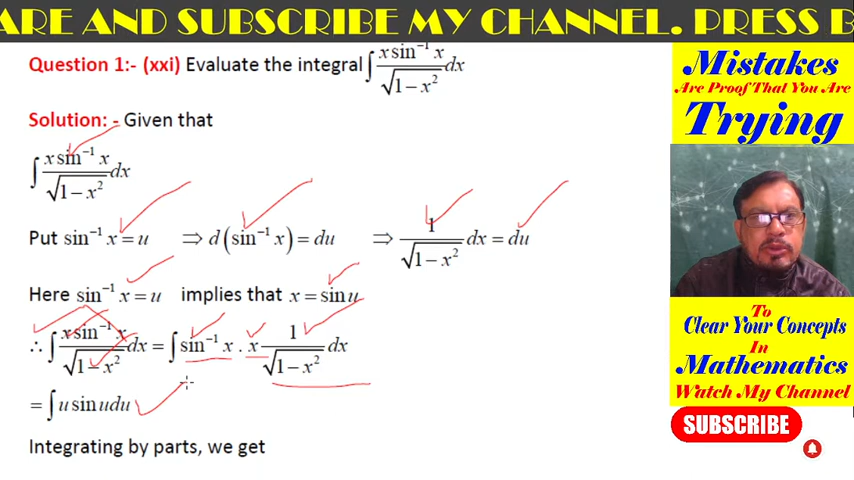 ARE AND SUBSCRIBE MY CHANNEL. PRESS B
Question 1:- (xxi) Evaluate the integral ∫ x sin⁻¹ x / √(1 − x²) dx
Solution: - Given that
∫ x sin⁻¹ x / √(1 − x²) dx
Put sin⁻¹ x = u ⇒ d(sin⁻¹ x) = du ⇒ 1 / √(1 − x²) dx = du
Here sin⁻¹ x = u implies that x = sin u
∴ ∫ x sin⁻¹ x / √(1 − x²) dx = ∫ sin⁻¹ x . x 1 / √(1 − x²) dx
= ∫ u sin u du
Integrating by parts, we get
Mistakes
Are Proof That You Are
Trying
To
Clear Your Concepts
In
Mathematics
Watch My Channel
SUBSCRIBE